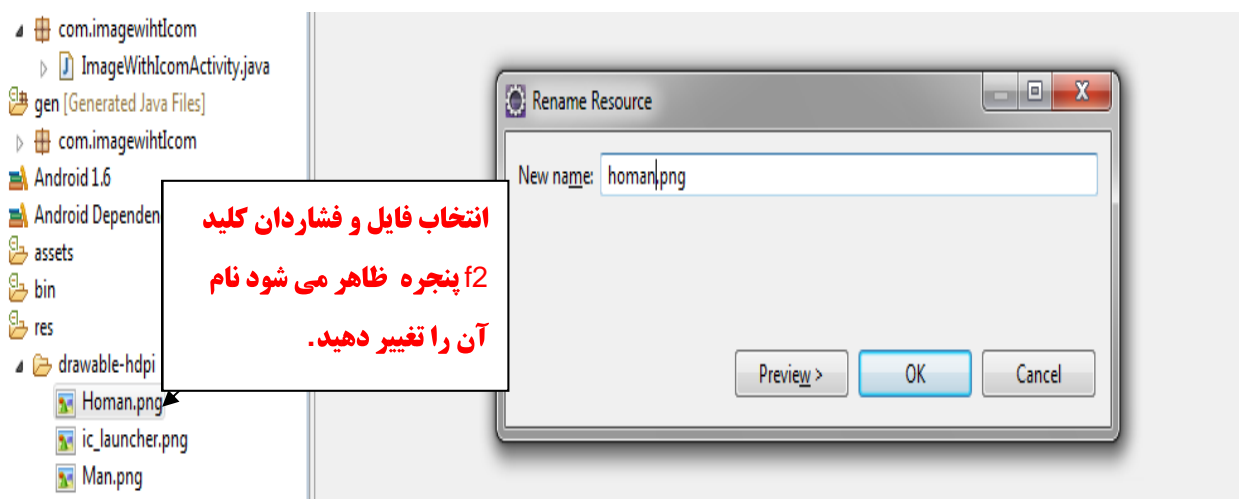 com.imagewihtIcom
ImageWithIcomActivity.java
gen [Generated Java Files]
com.imagewihtIcom
Android 1.6
Android Dependen
assets
bin
res
drawable-hdpi
Homan.png
ic_launcher.png
Man.png
انتخاب فایل و فشاردان کلید
f2 پنجره ظاهر می شود نام
آن را تغییر دهید.
Rename Resource
New name: homan.png
Preview >
OK
Cancel